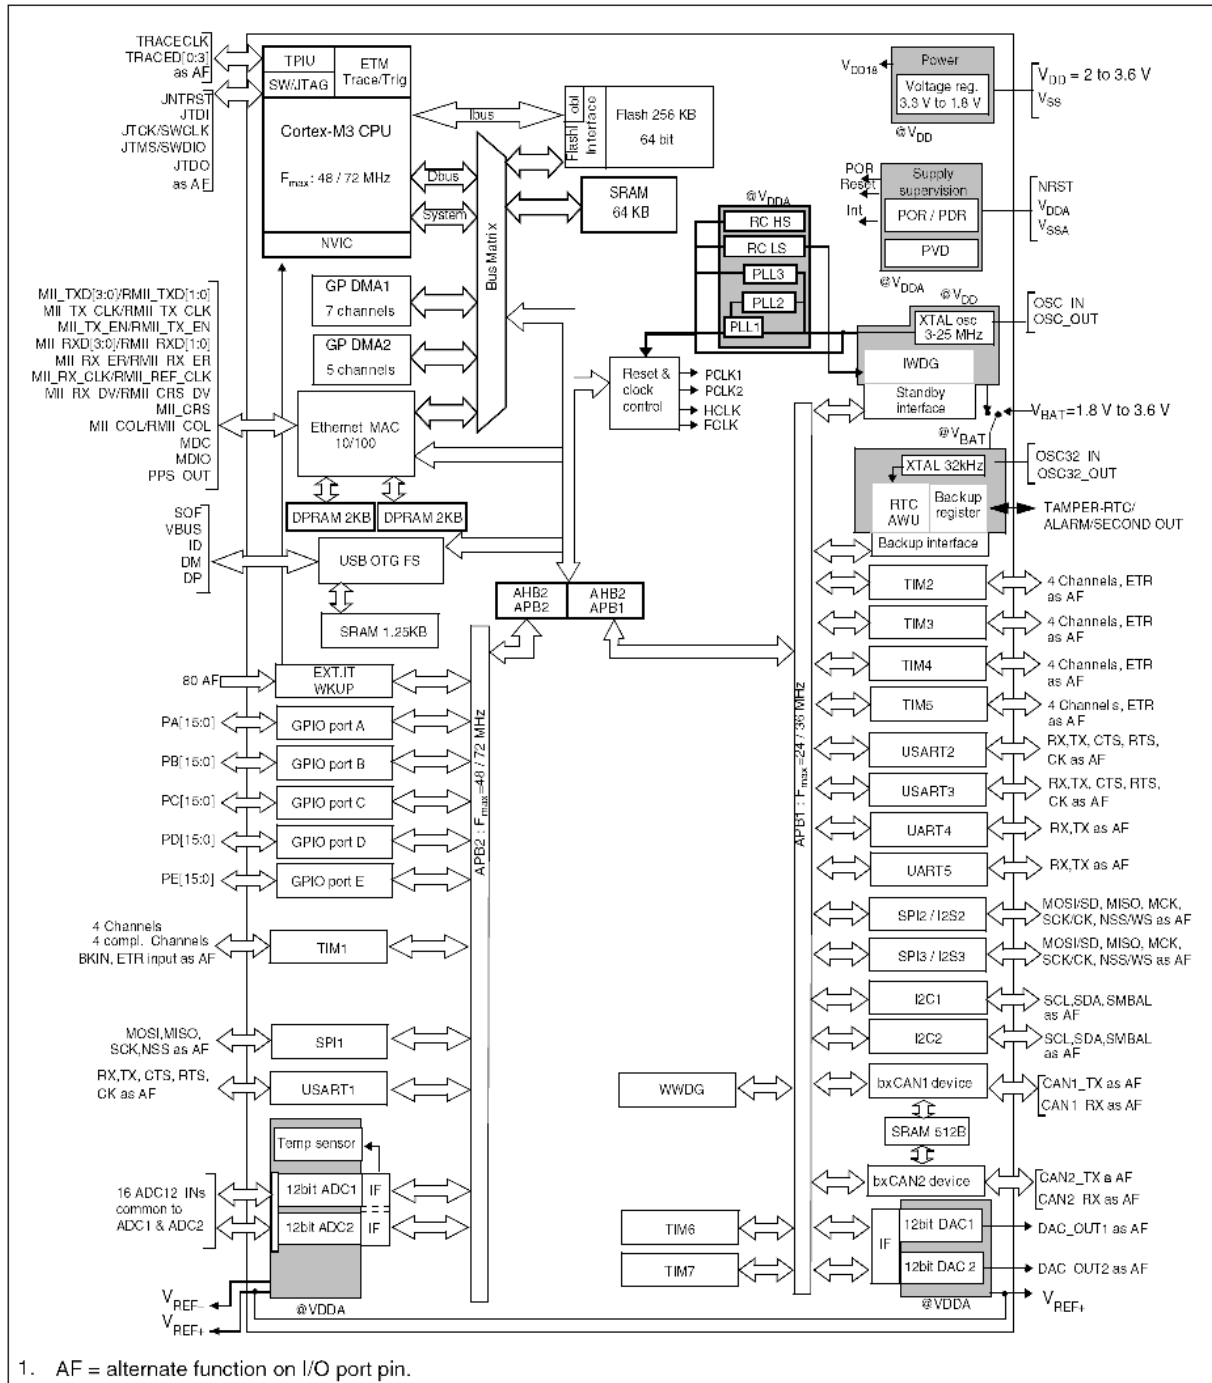 TRACECLK
TRACED[0:3]
as AF
TPIU
SW/JTAG
ETM
Trace/Trig
JNTRST
JTDI
JTCK/SWCLK
JTMS/SWDIO
JTDO
as AF
Cortex-M3 CPU
Fmax: 48 / 72 MHz
NVIC
Ibus
Dbus
System
Bus Matrix
Flash obl
Interface
Flash 256 KB
64 bit
SRAM
64 KB
VDD18
Power
Voltage reg.
3.3 V to 1.8 V
@VDD
VDD = 2 to 3.6 V
VSS
POR
Reset
Int
Supply
supervision
POR / PDR
PVD
@VDDA
NRST
VDDA
VSSA
@VDDA
RC HS
RC LS
PLL3
PLL2
PLL1
@VDD
XTAL osc
3-25 MHz
OSC_IN
OSC_OUT
IWDG
Standby
interface
VBAT=1.8 V to 3.6 V
@VBAT
GP DMA1
7 channels
GP DMA2
5 channels
Reset &
clock
control
PCLK1
PCLK2
HCLK
FCLK
MII_TXD[3:0]/RMII_TXD[1:0]
MII_TX_CLK/RMII_TX_CLK
MII_TX_EN/RMII_TX_EN
MII_RXD[3:0]/RMII_RXD[1:0]
MII_RX_ER/RMII_RX_ER
MII_RX_CLK/RMII_REF_CLK
MII_RX_DV/RMII_CRS_DV
MII_CRS
MII_COL/RMII_COL
MDC
MDIO
PPS_OUT
Ethernet MAC
10/100
DPRAM 2KB
DPRAM 2KB
XTAL 32kHz
OSC32_IN
OSC32_OUT
RTC
AWU
Backup
register
TAMPER-RTC/
ALARM/SECOND OUT
Backup interface
SOF
VBUS
ID
DM
DP
USB OTG FS
SRAM 1.25KB
AHB2
APB2
AHB2
APB1
APB2 : Fmax=48 / 72 MHz
APB1 : Fmax=24 / 36 MHz
80 AF
EXT.IT
WKUP
PA[15:0]
GPIO port A
PB[15:0]
GPIO port B
PC[15:0]
GPIO port C
PD[15:0]
GPIO port D
PE[15:0]
GPIO port E
4 Channels
4 compl. Channels
BKIN, ETR input as AF
TIM1
MOSI,MISO,
SCK,NSS as AF
SPI1
RX,TX, CTS, RTS,
CK as AF
USART1
Temp sensor
16 ADC12 INs
common to
ADC1 & ADC2
12bit ADC1
IF
12bit ADC2
IF
@VDDA
VREF-
VREF+
TIM2
4 Channels, ETR
as AF
TIM3
4 Channels, ETR
as AF
TIM4
4 Channels, ETR
as AF
TIM5
4 Channels, ETR
as AF
USART2
RX,TX, CTS, RTS,
CK as AF
USART3
RX,TX, CTS, RTS,
CK as AF
UART4
RX,TX as AF
UART5
RX,TX as AF
SPI2 / I2S2
MOSI/SD, MISO, MCK,
SCK/CK, NSS/WS as AF
SPI3 / I2S3
MOSI/SD, MISO, MCK,
SCK/CK, NSS/WS as AF
I2C1
SCL,SDA,SMBAL
as AF
I2C2
SCL,SDA,SMBAL
as AF
WWDG
bxCAN1 device
CAN1_TX as AF
CAN1_RX as AF
SRAM 512B
bxCAN2 device
CAN2_TX a AF
CAN2_RX as AF
TIM6
TIM7
IF
12bit DAC1
DAC_OUT1 as AF
12bit DAC 2
DAC_OUT2 as AF
@VDDA
VREF+
1. AF = alternate function on I/O port pin.